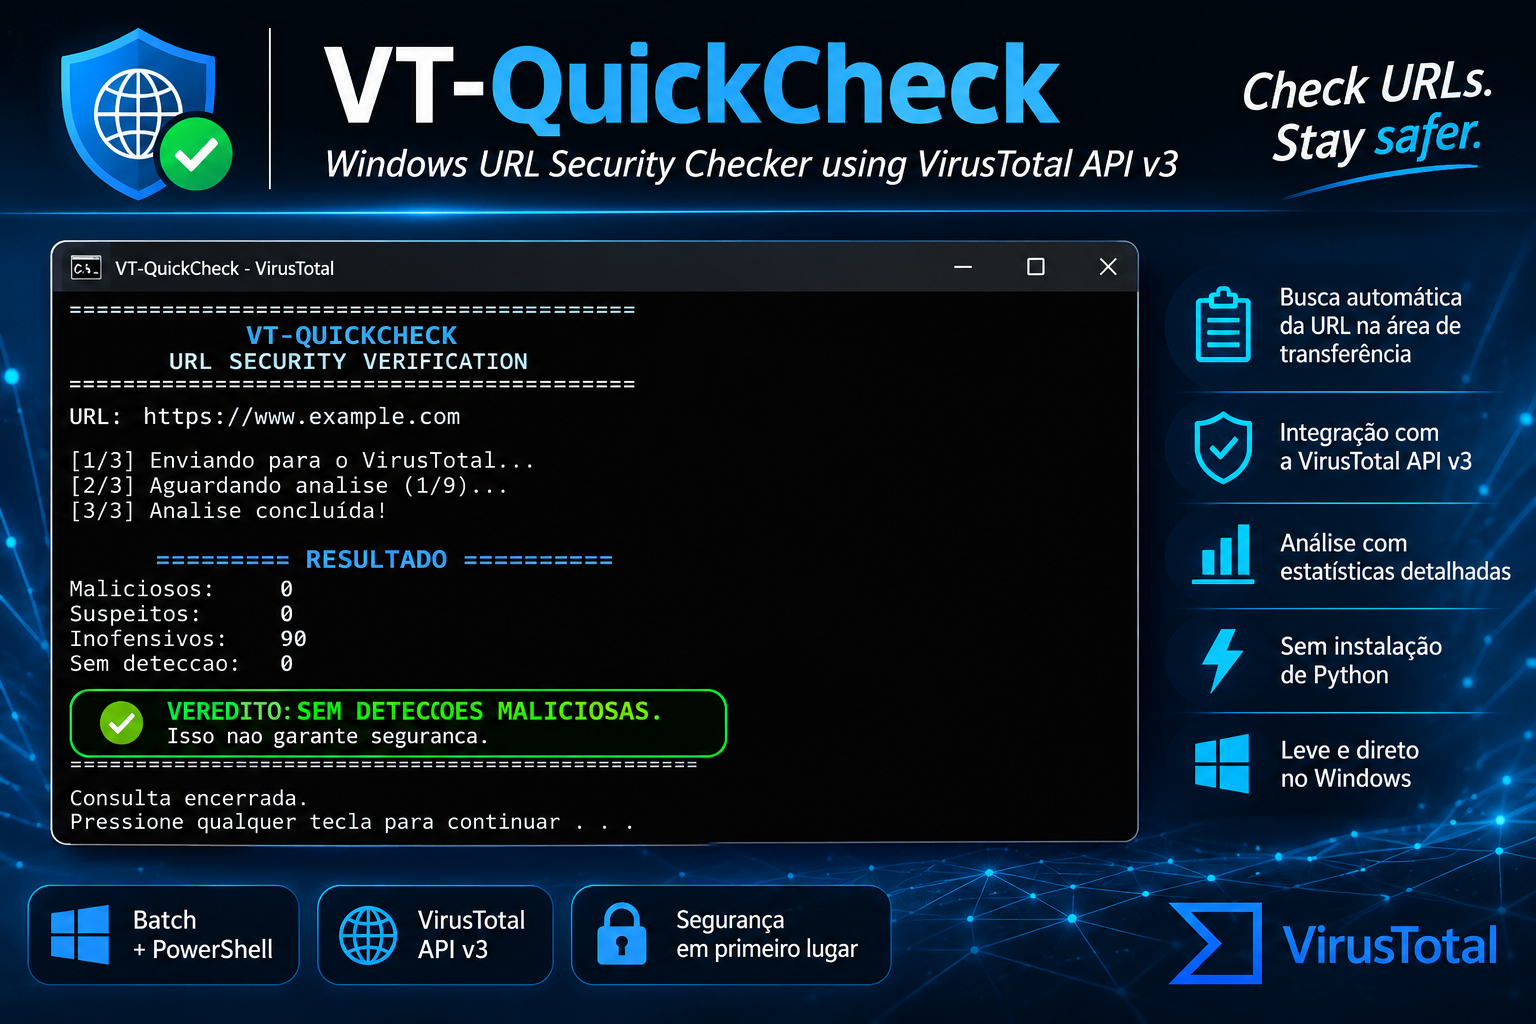 VT-QuickCheck
Windows URL Security Checker using VirusTotal API v3
Check URLs.
Stay safer.
C:\_
VT-QuickCheck - VirusTotal
==========================================
VT-QUICKCHECK
URL SECURITY VERIFICATION
==========================================
URL: https://www.example.com
[1/3] Enviando para o VirusTotal...
[2/3] Aguardando analise (1/9)...
[3/3] Analise concluída!
========= RESULTADO ==========
Maliciosos: 0
Suspeitos: 0
Inofensivos: 90
Sem deteccao: 0
VEREDITO: SEM DETECCOES MALICIOSAS.
Isso nao garante seguranca.
===============================================
Consulta encerrada.
Pressione qualquer tecla para continuar . . .
Busca automática
da URL na área de
transferência
Integração com
a VirusTotal API v3
Análise com
estatísticas detalhadas
Sem instalação
de Python
Leve e direto
no Windows
Batch
+ PowerShell
VirusTotal
API v3
Segurança
em primeiro lugar
VirusTotal